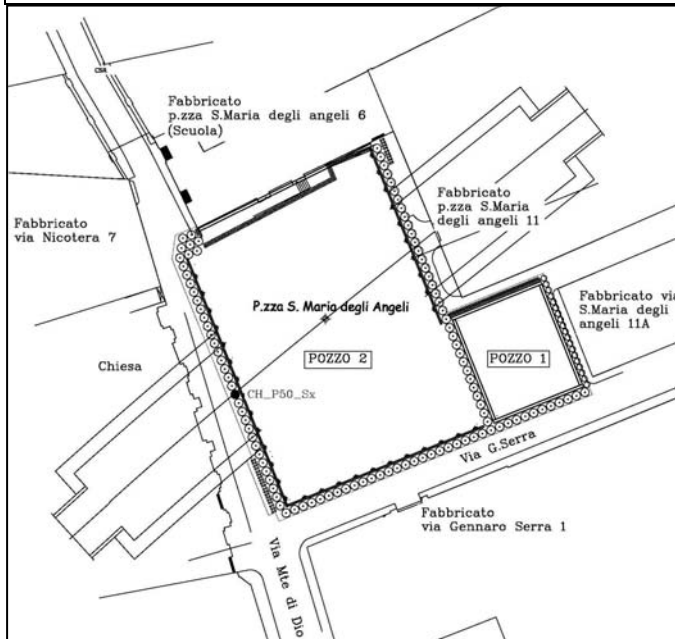 CSA
Fabbricato
p.zza S.Maria degli angeli 6
(Scuola)
Fabbricato
p.zza S.Maria
degli angeli 11
Fabbricato
via Nicotera 7
P.zza S. Maria degli Angeli
Fabbricato via
S.Maria degli
angeli 11A
Chiesa
POZZO 2
POZZO 1
CH_P50_Sx
Via G.Serra
Fabbricato
via Gennaro Serra 1
Via Mte di Dio